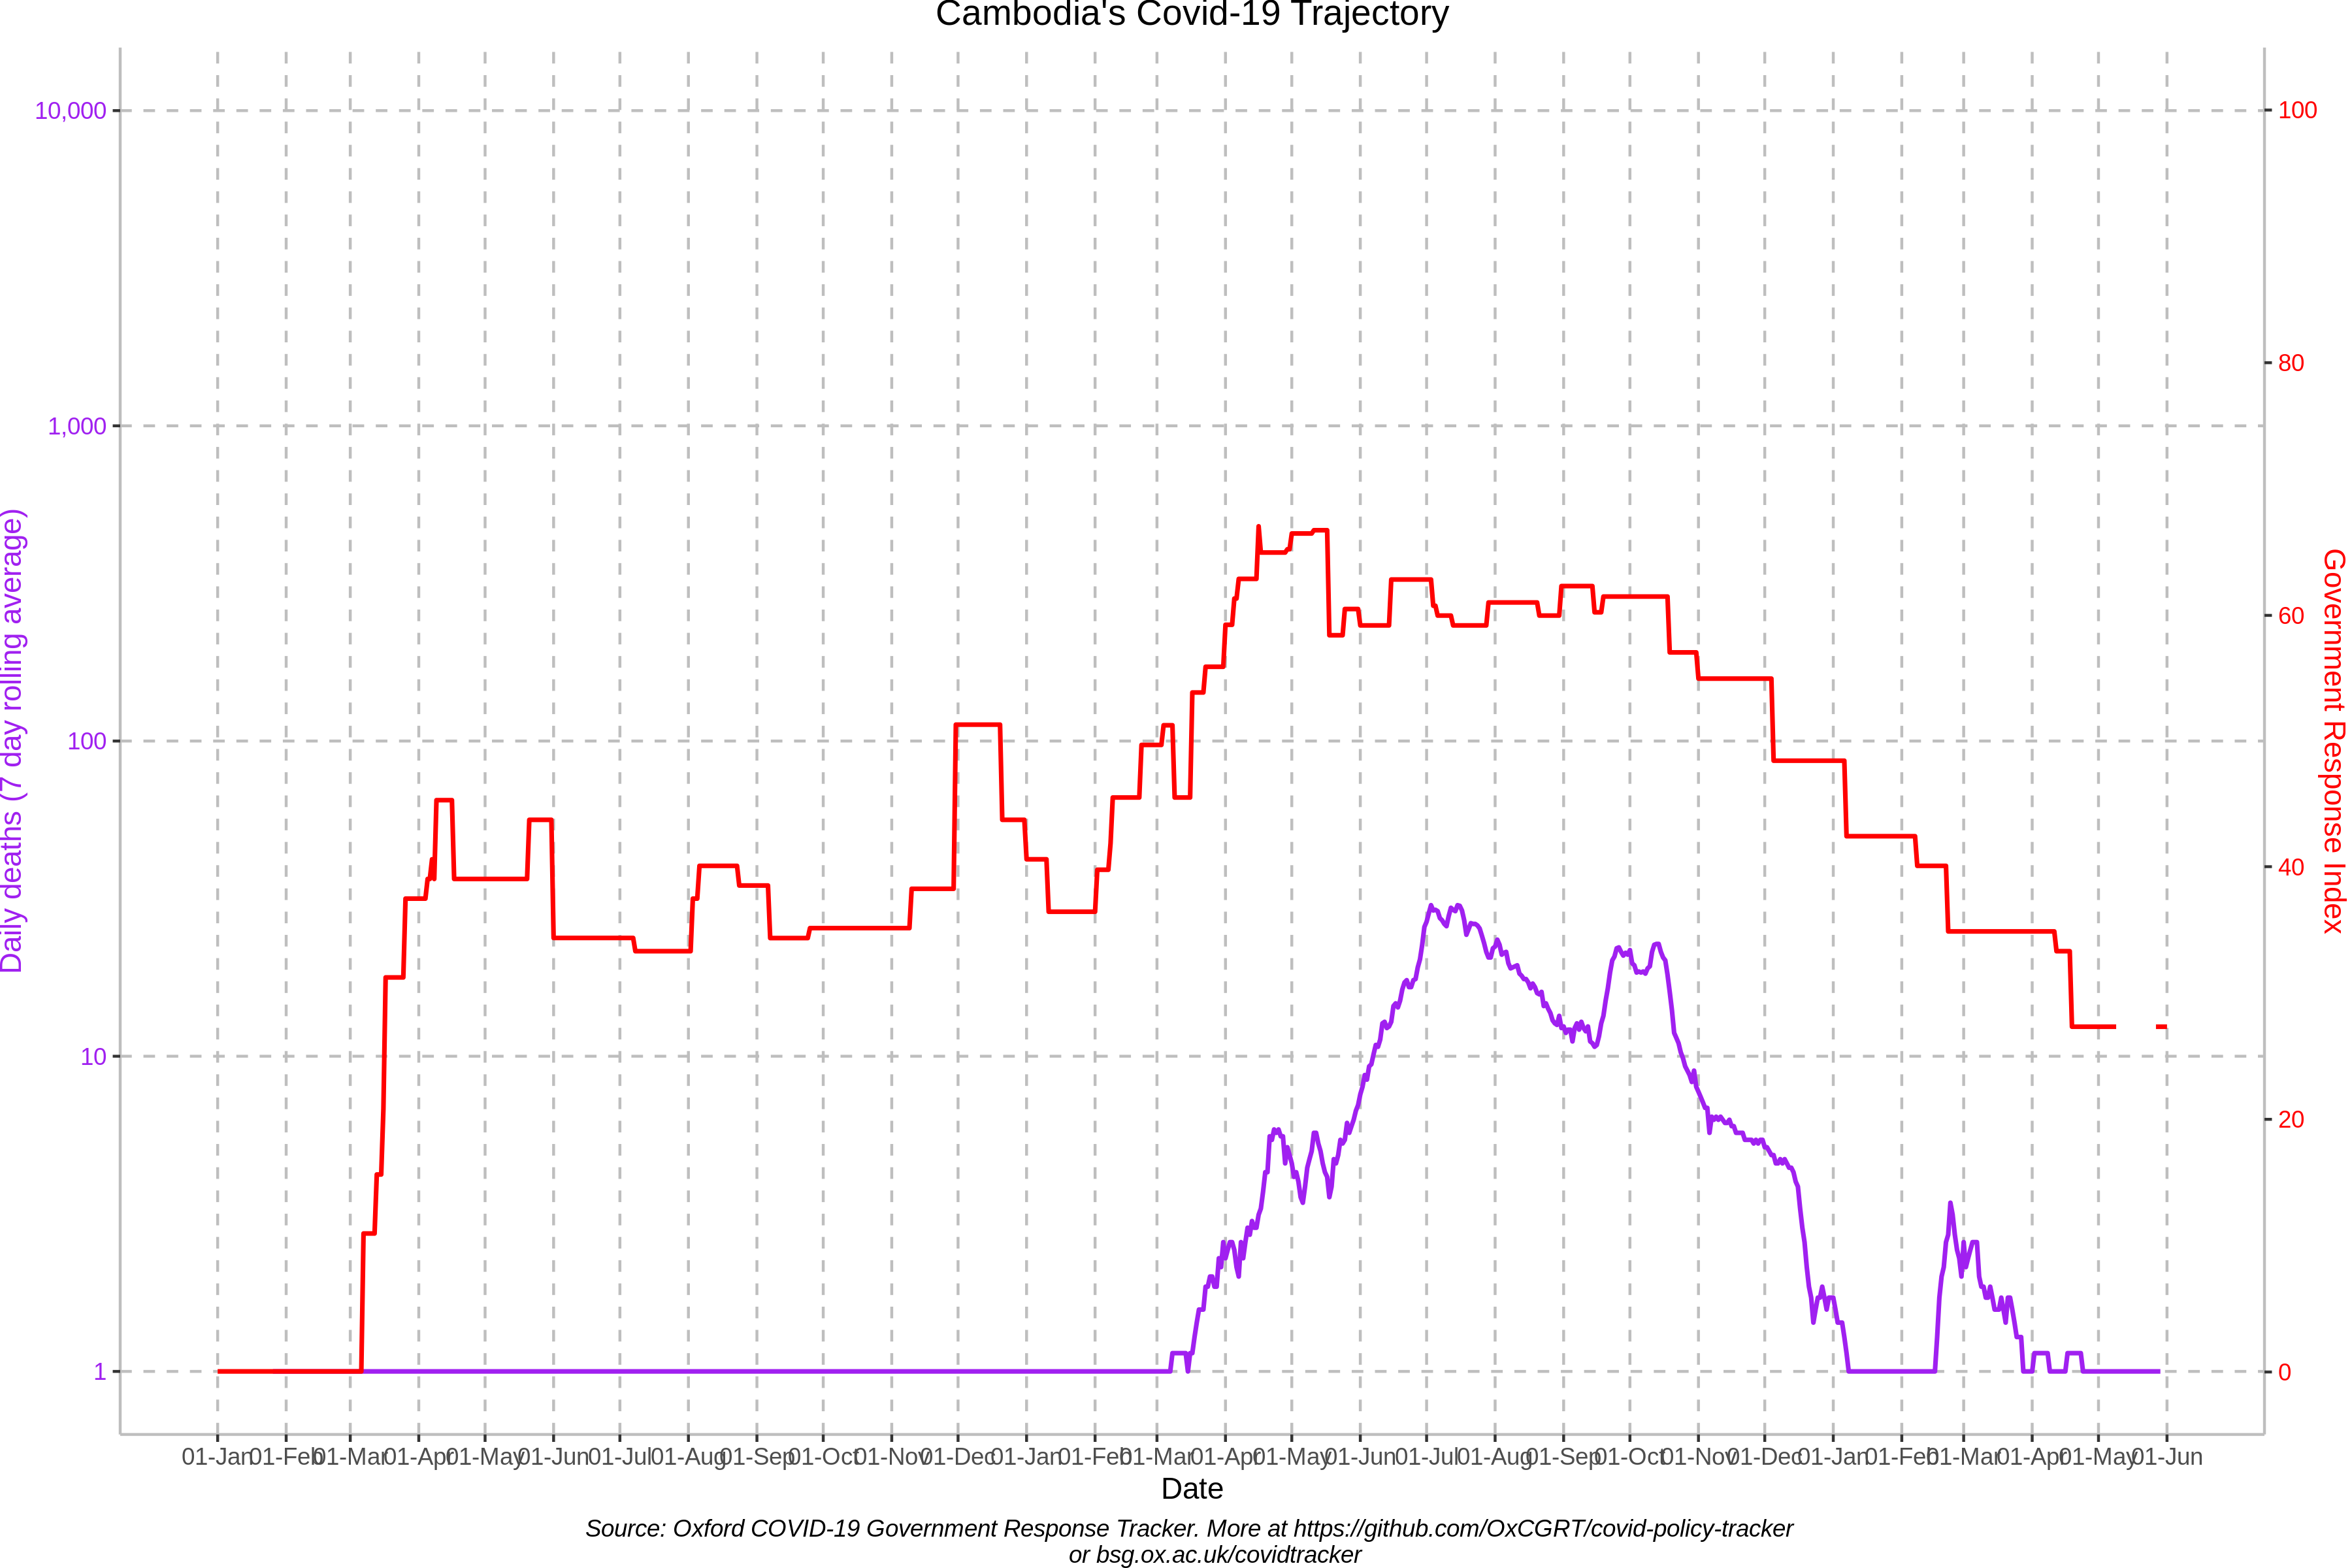 Cambodia's Covid-19 Trajectory
10,000
1,000
100
10
1
Daily deaths (7 day rolling average)
100
80
60
40
20
0
Government Response Index
01-Jan 01-Feb 01-Mar 01-Apr 01-May 01-Jun 01-Jul 01-Aug 01-Sep 01-Oct 01-Nov 01-Dec 01-Jan 01-Feb 01-Mar 01-Apr 01-May 01-Jun 01-Jul 01-Aug 01-Sep 01-Oct 01-Nov 01-Dec 01-Jan 01-Feb 01-Mar 01-Apr 01-May 01-Jun
Date
Source: Oxford COVID-19 Government Response Tracker. More at https://github.com/OxCGRT/covid-policy-tracker
or bsg.ox.ac.uk/covidtracker